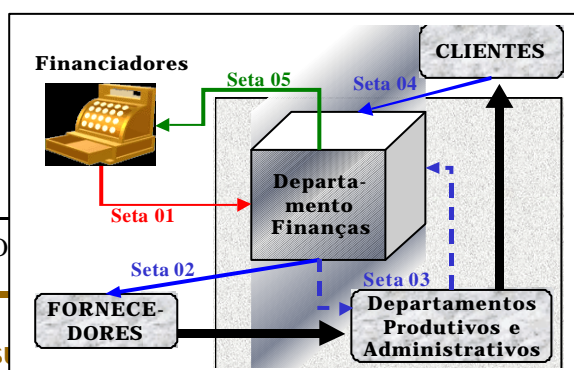 CLIENTES
Financiadores
Seta 05
Seta 04
Departa-
mento
Finanças
Seta 01
Seta 02
Seta 03
FORNECE-
DORES
Departamentos
Produtivos e
Administrativos